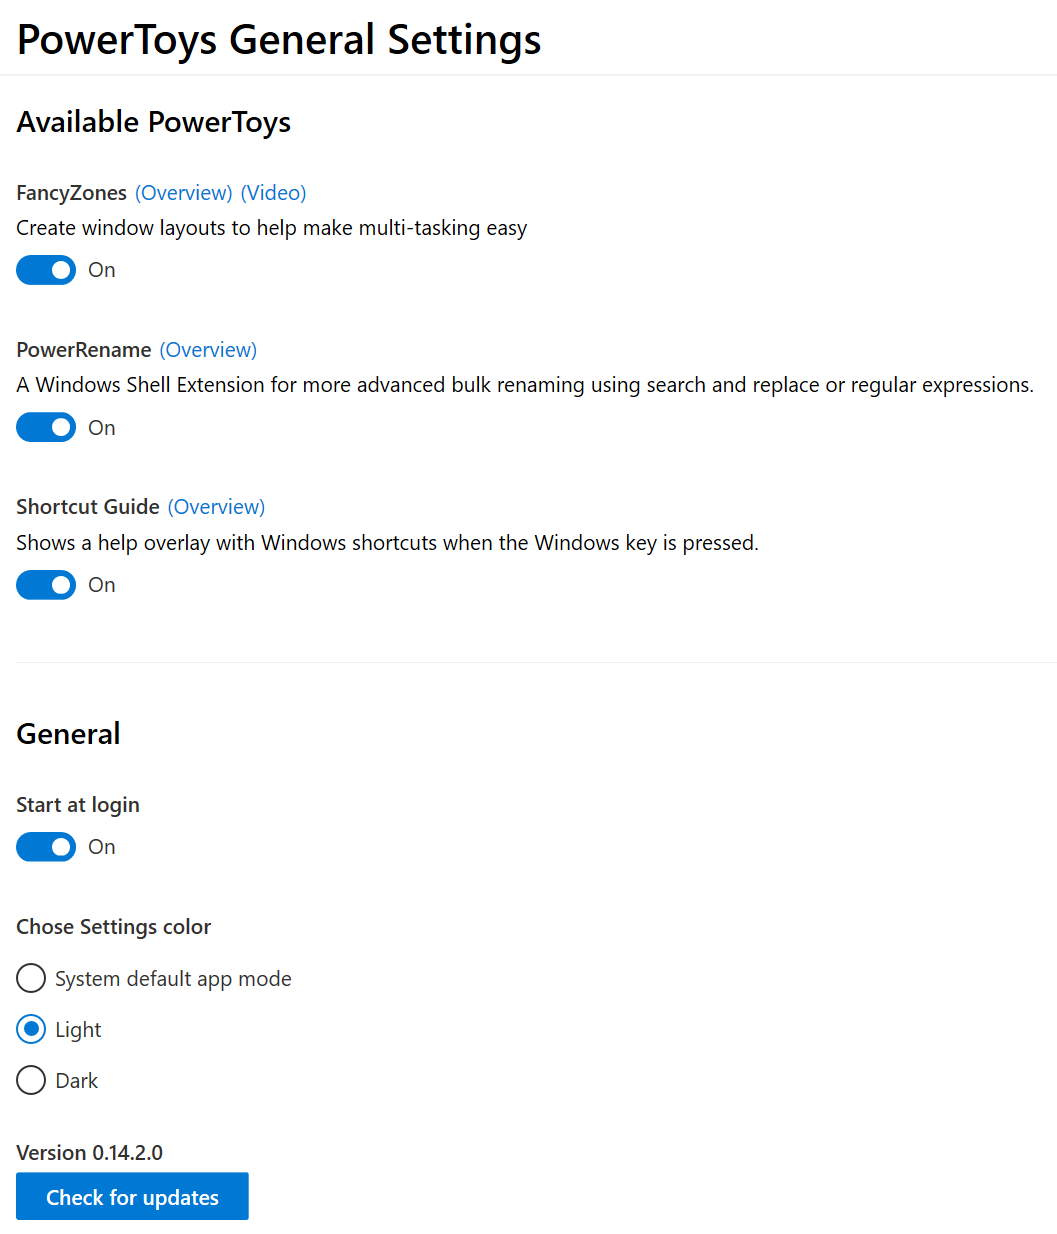 PowerToys General Settings
Available PowerToys
FancyZones (Overview) (Video)
Create window layouts to help make multi-tasking easy
On
PowerRename (Overview)
A Windows Shell Extension for more advanced bulk renaming using search and replace or regular expressions.
On
Shortcut Guide (Overview)
Shows a help overlay with Windows shortcuts when the Windows key is pressed.
On
General
Start at login
On
Chose Settings color
System default app mode
Light
Dark
Version 0.14.2.0
Check for updates